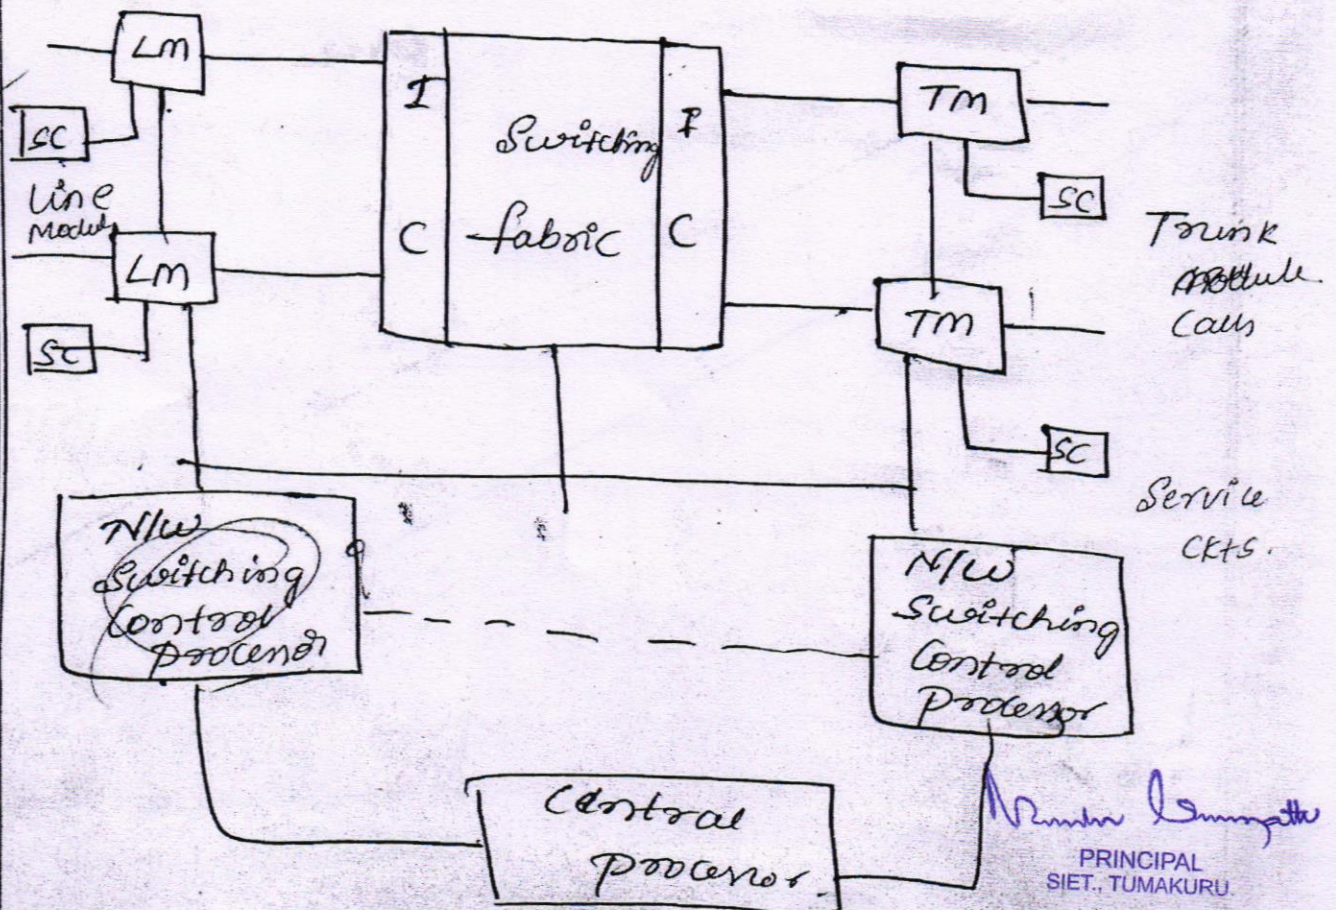 LM
I
TM
SC
Switching
I
SC
Line
Module
C
fabric
C
Trunk
LM
Module
TM
Calls
SC
SC
Service
CKTS.
N/W
Switching
Control
Processor
N/W
Switching
Control
Processor
Central
Processor.
PRINCIPAL
SIET., TUMAKURU